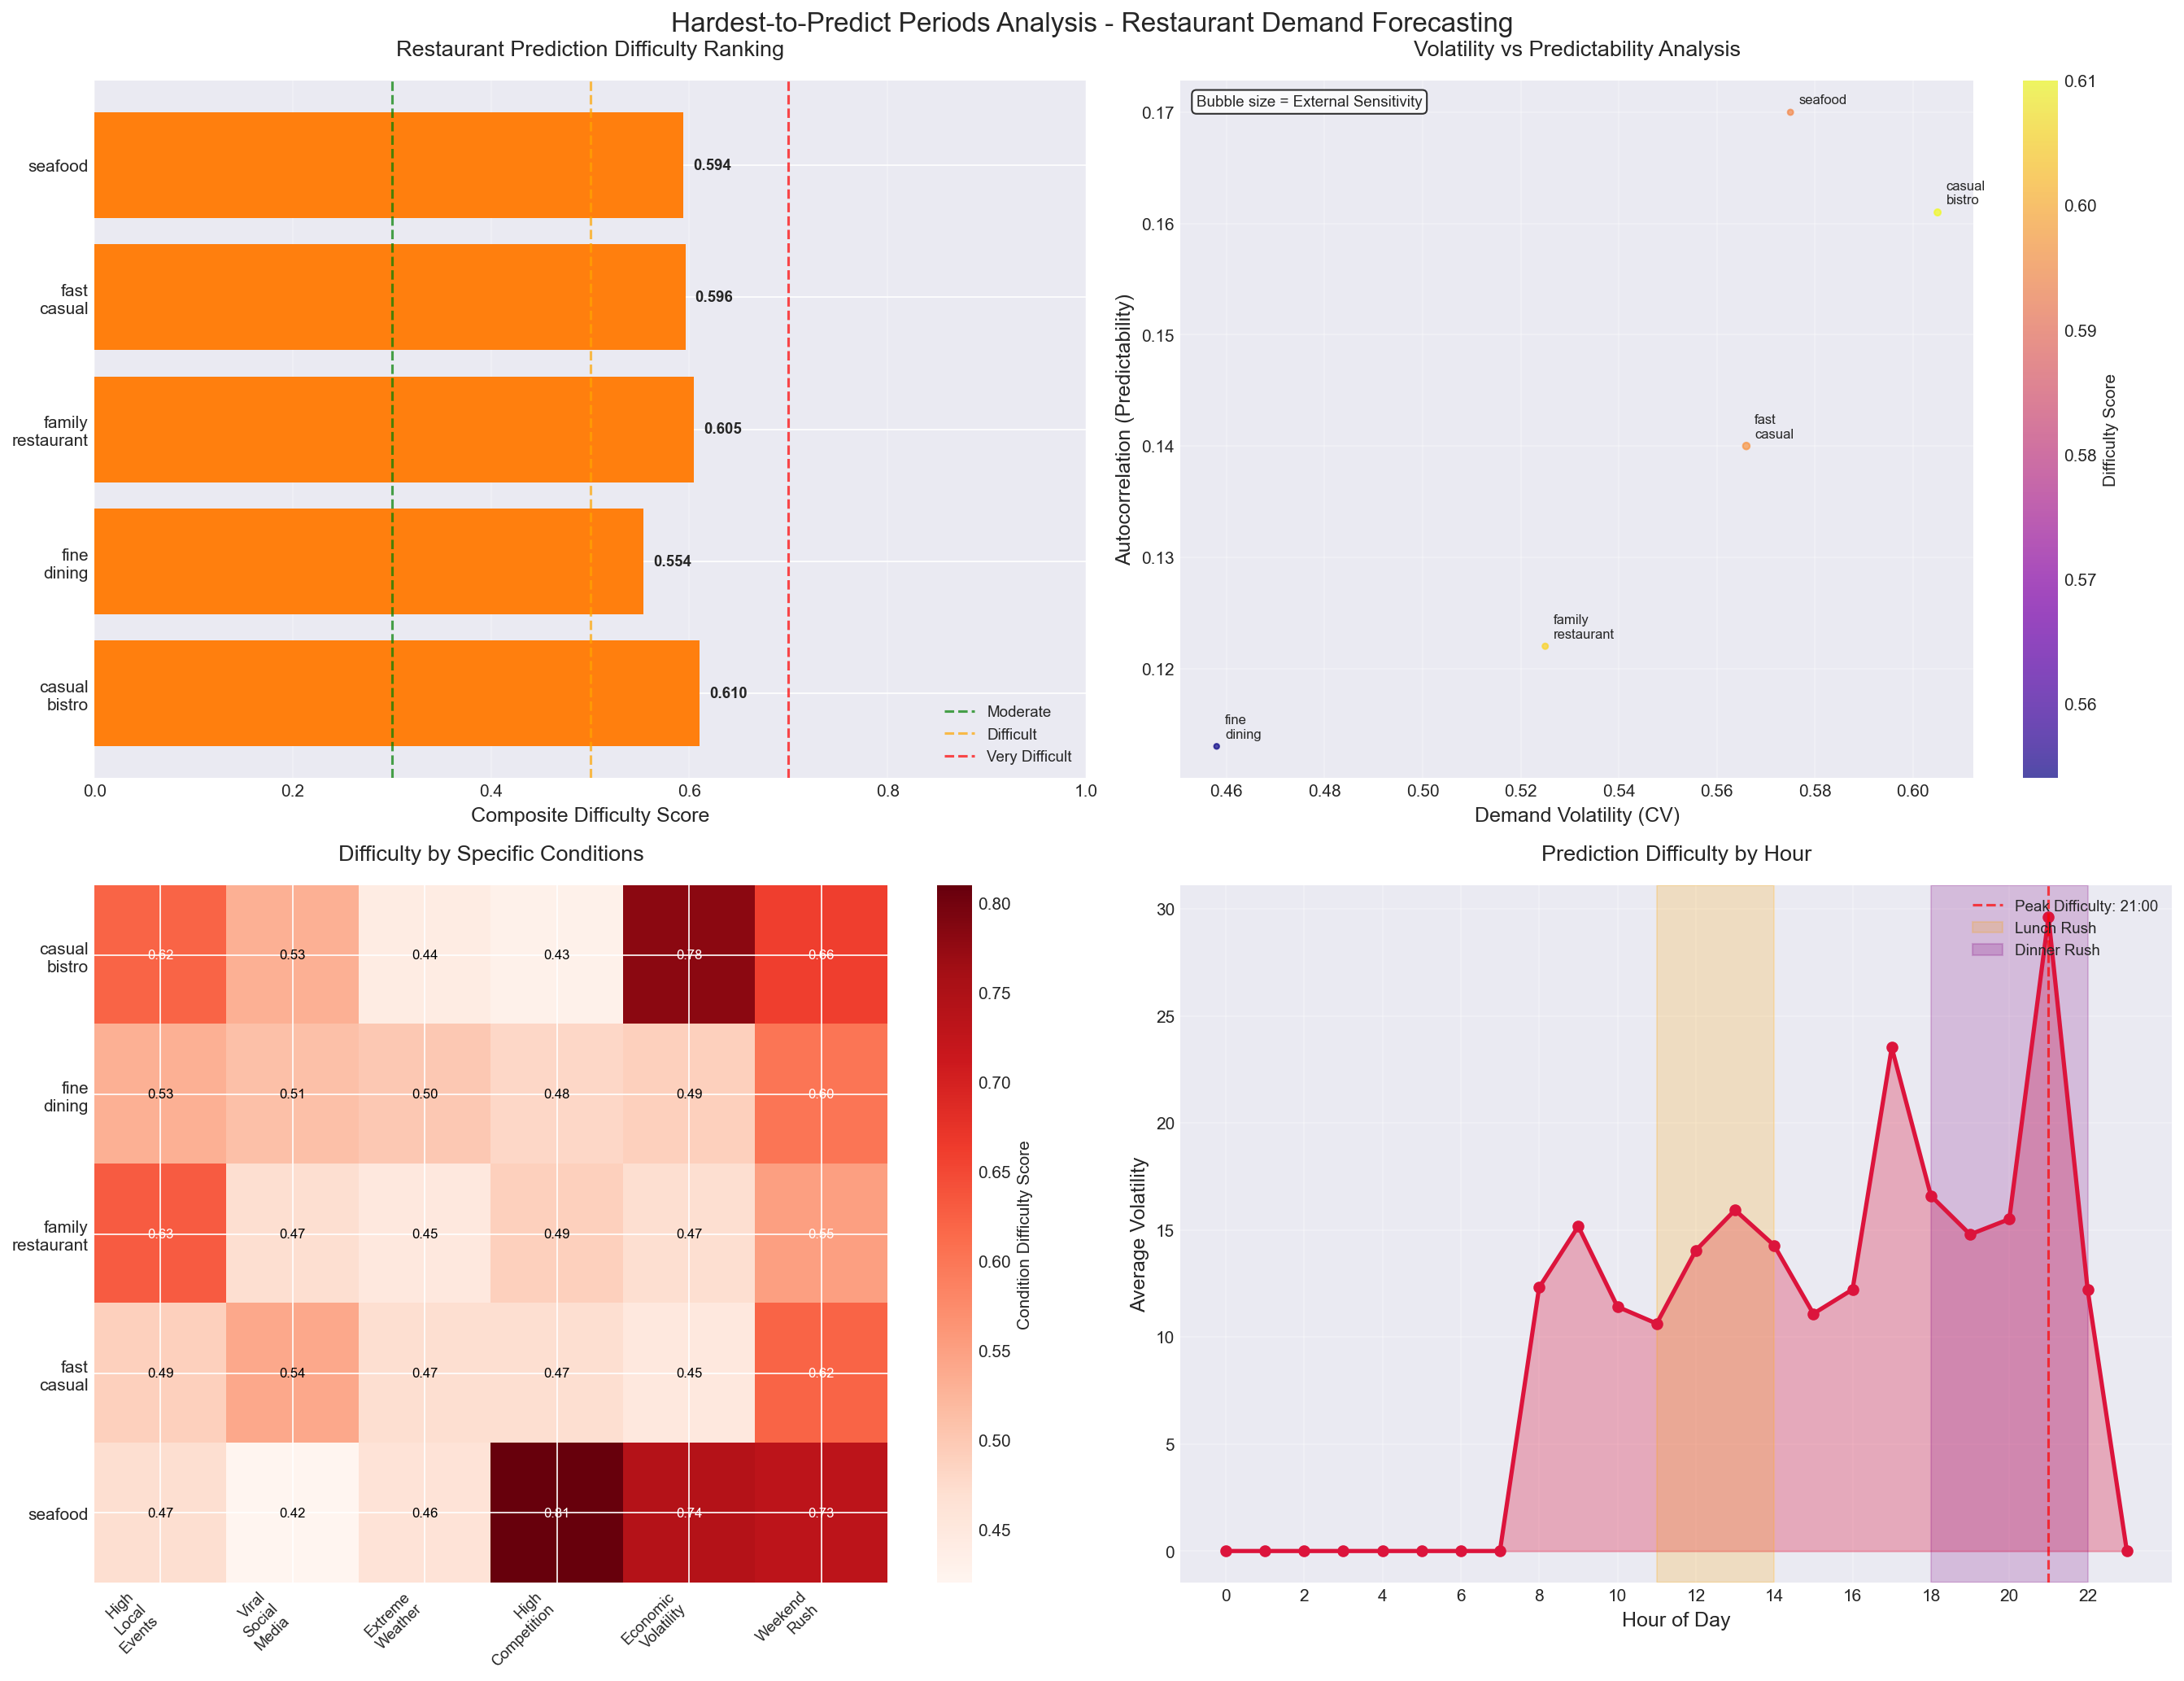 Hardest-to-Predict Periods Analysis - Restaurant Demand Forecasting
Restaurant Prediction Difficulty Ranking
seafood
fast
casual
family
restaurant
fine
dining
casual
bistro
0.594
0.596
0.605
0.554
0.610
Moderate
Difficult
Very Difficult
0.0 0.2 0.4 0.6 0.8 1.0
Composite Difficulty Score
Volatility vs Predictability Analysis
Bubble size = External Sensitivity
Autocorrelation (Predictability)
0.17
0.16
0.15
0.14
0.13
0.12
seafood
casual
bistro
fast
casual
family
restaurant
fine
dining
0.46 0.48 0.50 0.52 0.54 0.56 0.58 0.60
Demand Volatility (CV)
0.61
0.60
0.59
0.58
0.57
0.56
Difficulty Score
Difficulty by Specific Conditions
casual
bistro
0.62 0.53 0.44 0.43 0.78 0.66
fine
dining
0.53 0.51 0.50 0.48 0.49 0.60
family
restaurant
0.63 0.47 0.45 0.49 0.47 0.55
fast
casual
0.49 0.54 0.47 0.47 0.45 0.62
seafood
0.47 0.42 0.46 0.81 0.74 0.73
High
Local
Events
Viral
Social
Media
Extreme
Weather
High
Competition
Economic
Volatility
Weekend
Rush
0.80
0.75
0.70
0.65
0.60
0.55
0.50
0.45
Condition Difficulty Score
Prediction Difficulty by Hour
Peak Difficulty: 21:00
Lunch Rush
Dinner Rush
Average Volatility
30
25
20
15
10
5
0
0 2 4 6 8 10 12 14 16 18 20 22
Hour of Day